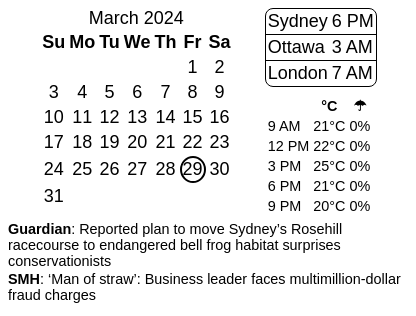 March 2024
Su Mo Tu We Th Fr Sa
1 2
3 4 5 6 7 8 9
10 11 12 13 14 15 16
17 18 19 20 21 22 23
24 25 26 27 28 29 30
31
Sydney 6 PM
Ottawa 3 AM
London 7 AM
°C ☂
9 AM 21°C 0%
12 PM 22°C 0%
3 PM 25°C 0%
6 PM 21°C 0%
9 PM 20°C 0%
Guardian: Reported plan to move Sydney's Rosehill
racecourse to endangered bell frog habitat surprises
conservationists
SMH: ‘Man of straw’: Business leader faces multimillion-dollar
fraud charges